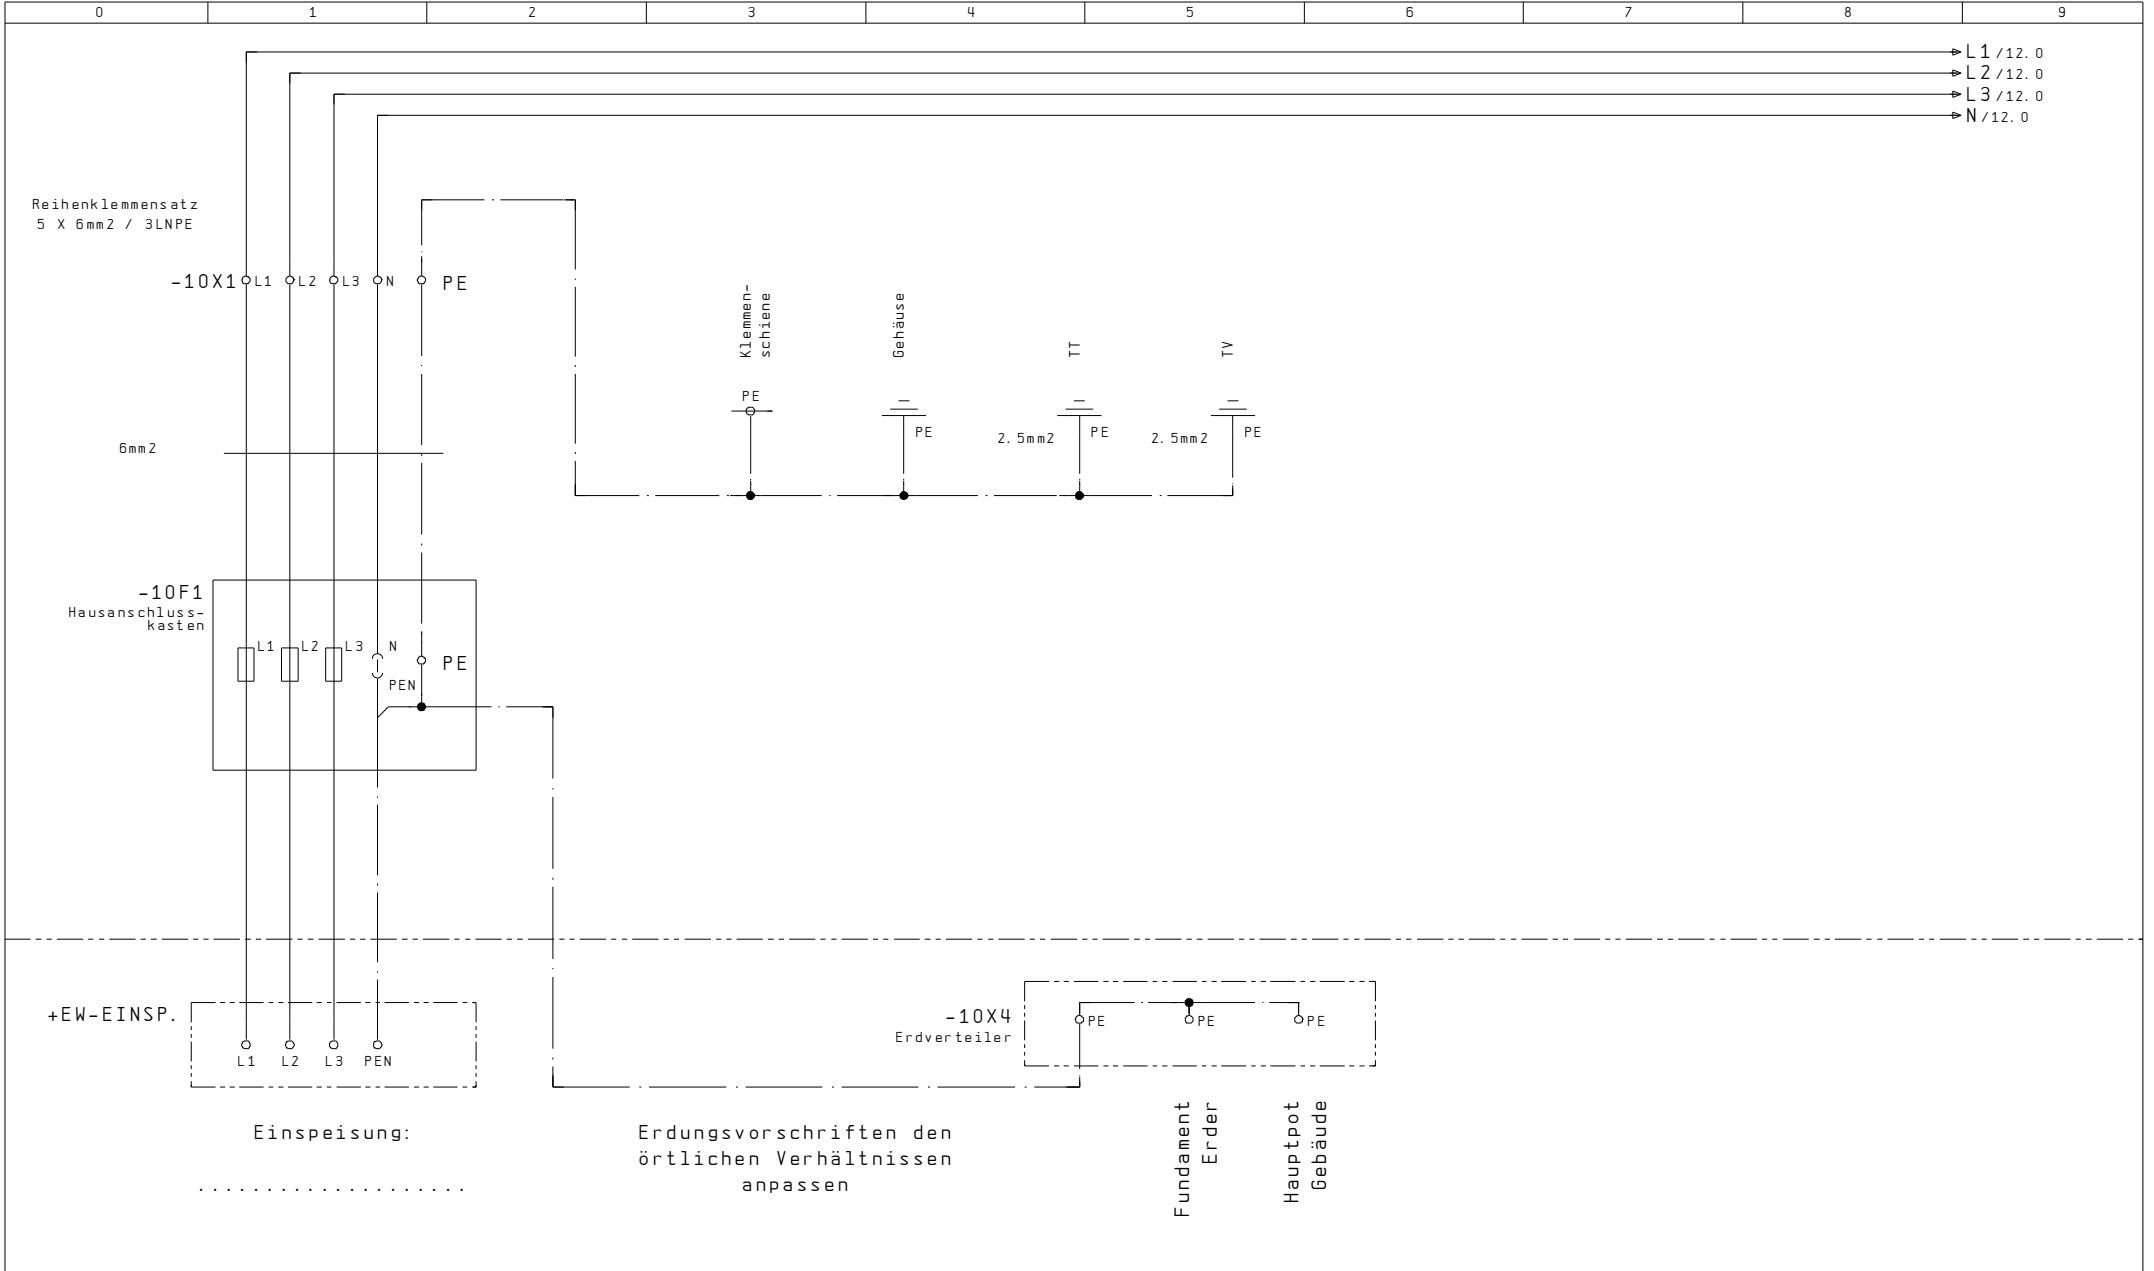 0 1 2 3 4 5 6 7 8 9
L1 /12.0
L2 /12.0
L3 /12.0
N /12.0
Reihenklemmensatz
5 X 6mm2 / 3LNPE
-10X1 L1 L2 L3 N PE
Klemmen-
schiene
Gehäuse
TT
TV
PE
PE
2.5mm2 PE
2.5mm2 PE
6mm2
-10F1
Hausanschluss-
kasten
L1 L2 L3 N PE
PEN
+EW-EINSP.
L1 L2 L3 PEN
-10X4
Erdverteiler
PE PE PE
Einspeisung:
....................
Erdungsvorschriften den
örtlichen Verhältnissen
anpassen
Fundament
Erder
Hauptpot
Gebäude